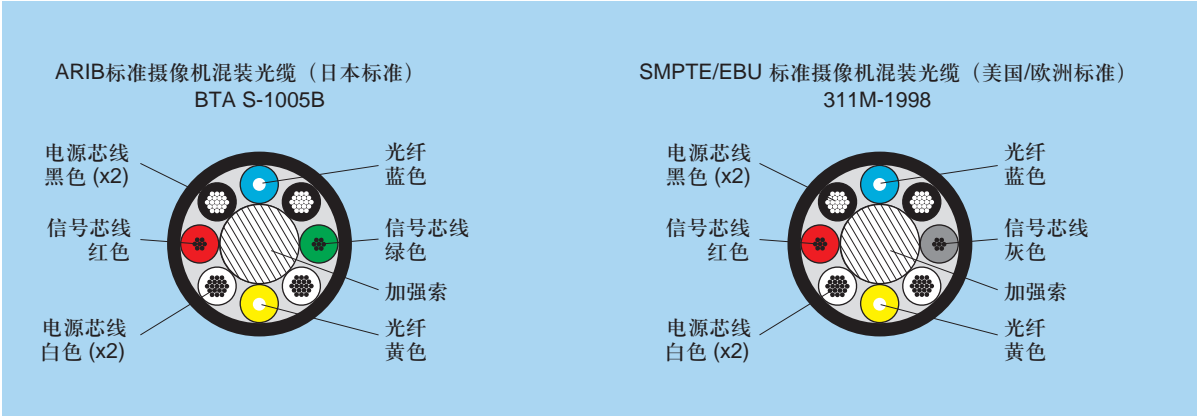 ARIB标准摄像机混装光缆（日本标准）
BTA S-1005B
电源芯线
黑色 (x2)
光纤
蓝色
信号芯线
红色
信号芯线
绿色
加强索
电源芯线
白色 (x2)
光纤
黄色
SMPTE/EBU 标准摄像机混装光缆（美国/欧洲标准）
311M-1998
电源芯线
黑色 (x2)
光纤
蓝色
信号芯线
红色
信号芯线
灰色
加强索
电源芯线
白色 (x2)
光纤
黄色